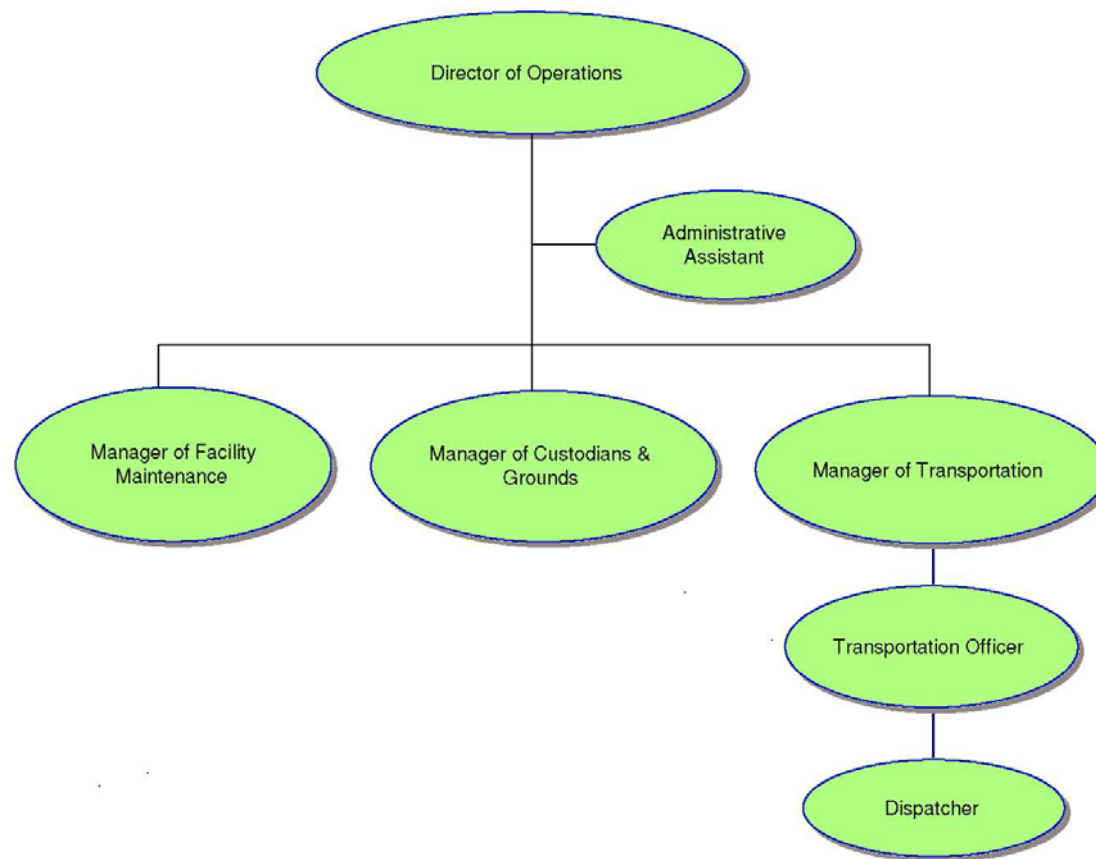 Director of Operations
Administrative
Assistant
Manager of Facility
Maintenance
Manager of Custodians &
Grounds
Manager of Transportation
Transportation Officer
Dispatcher